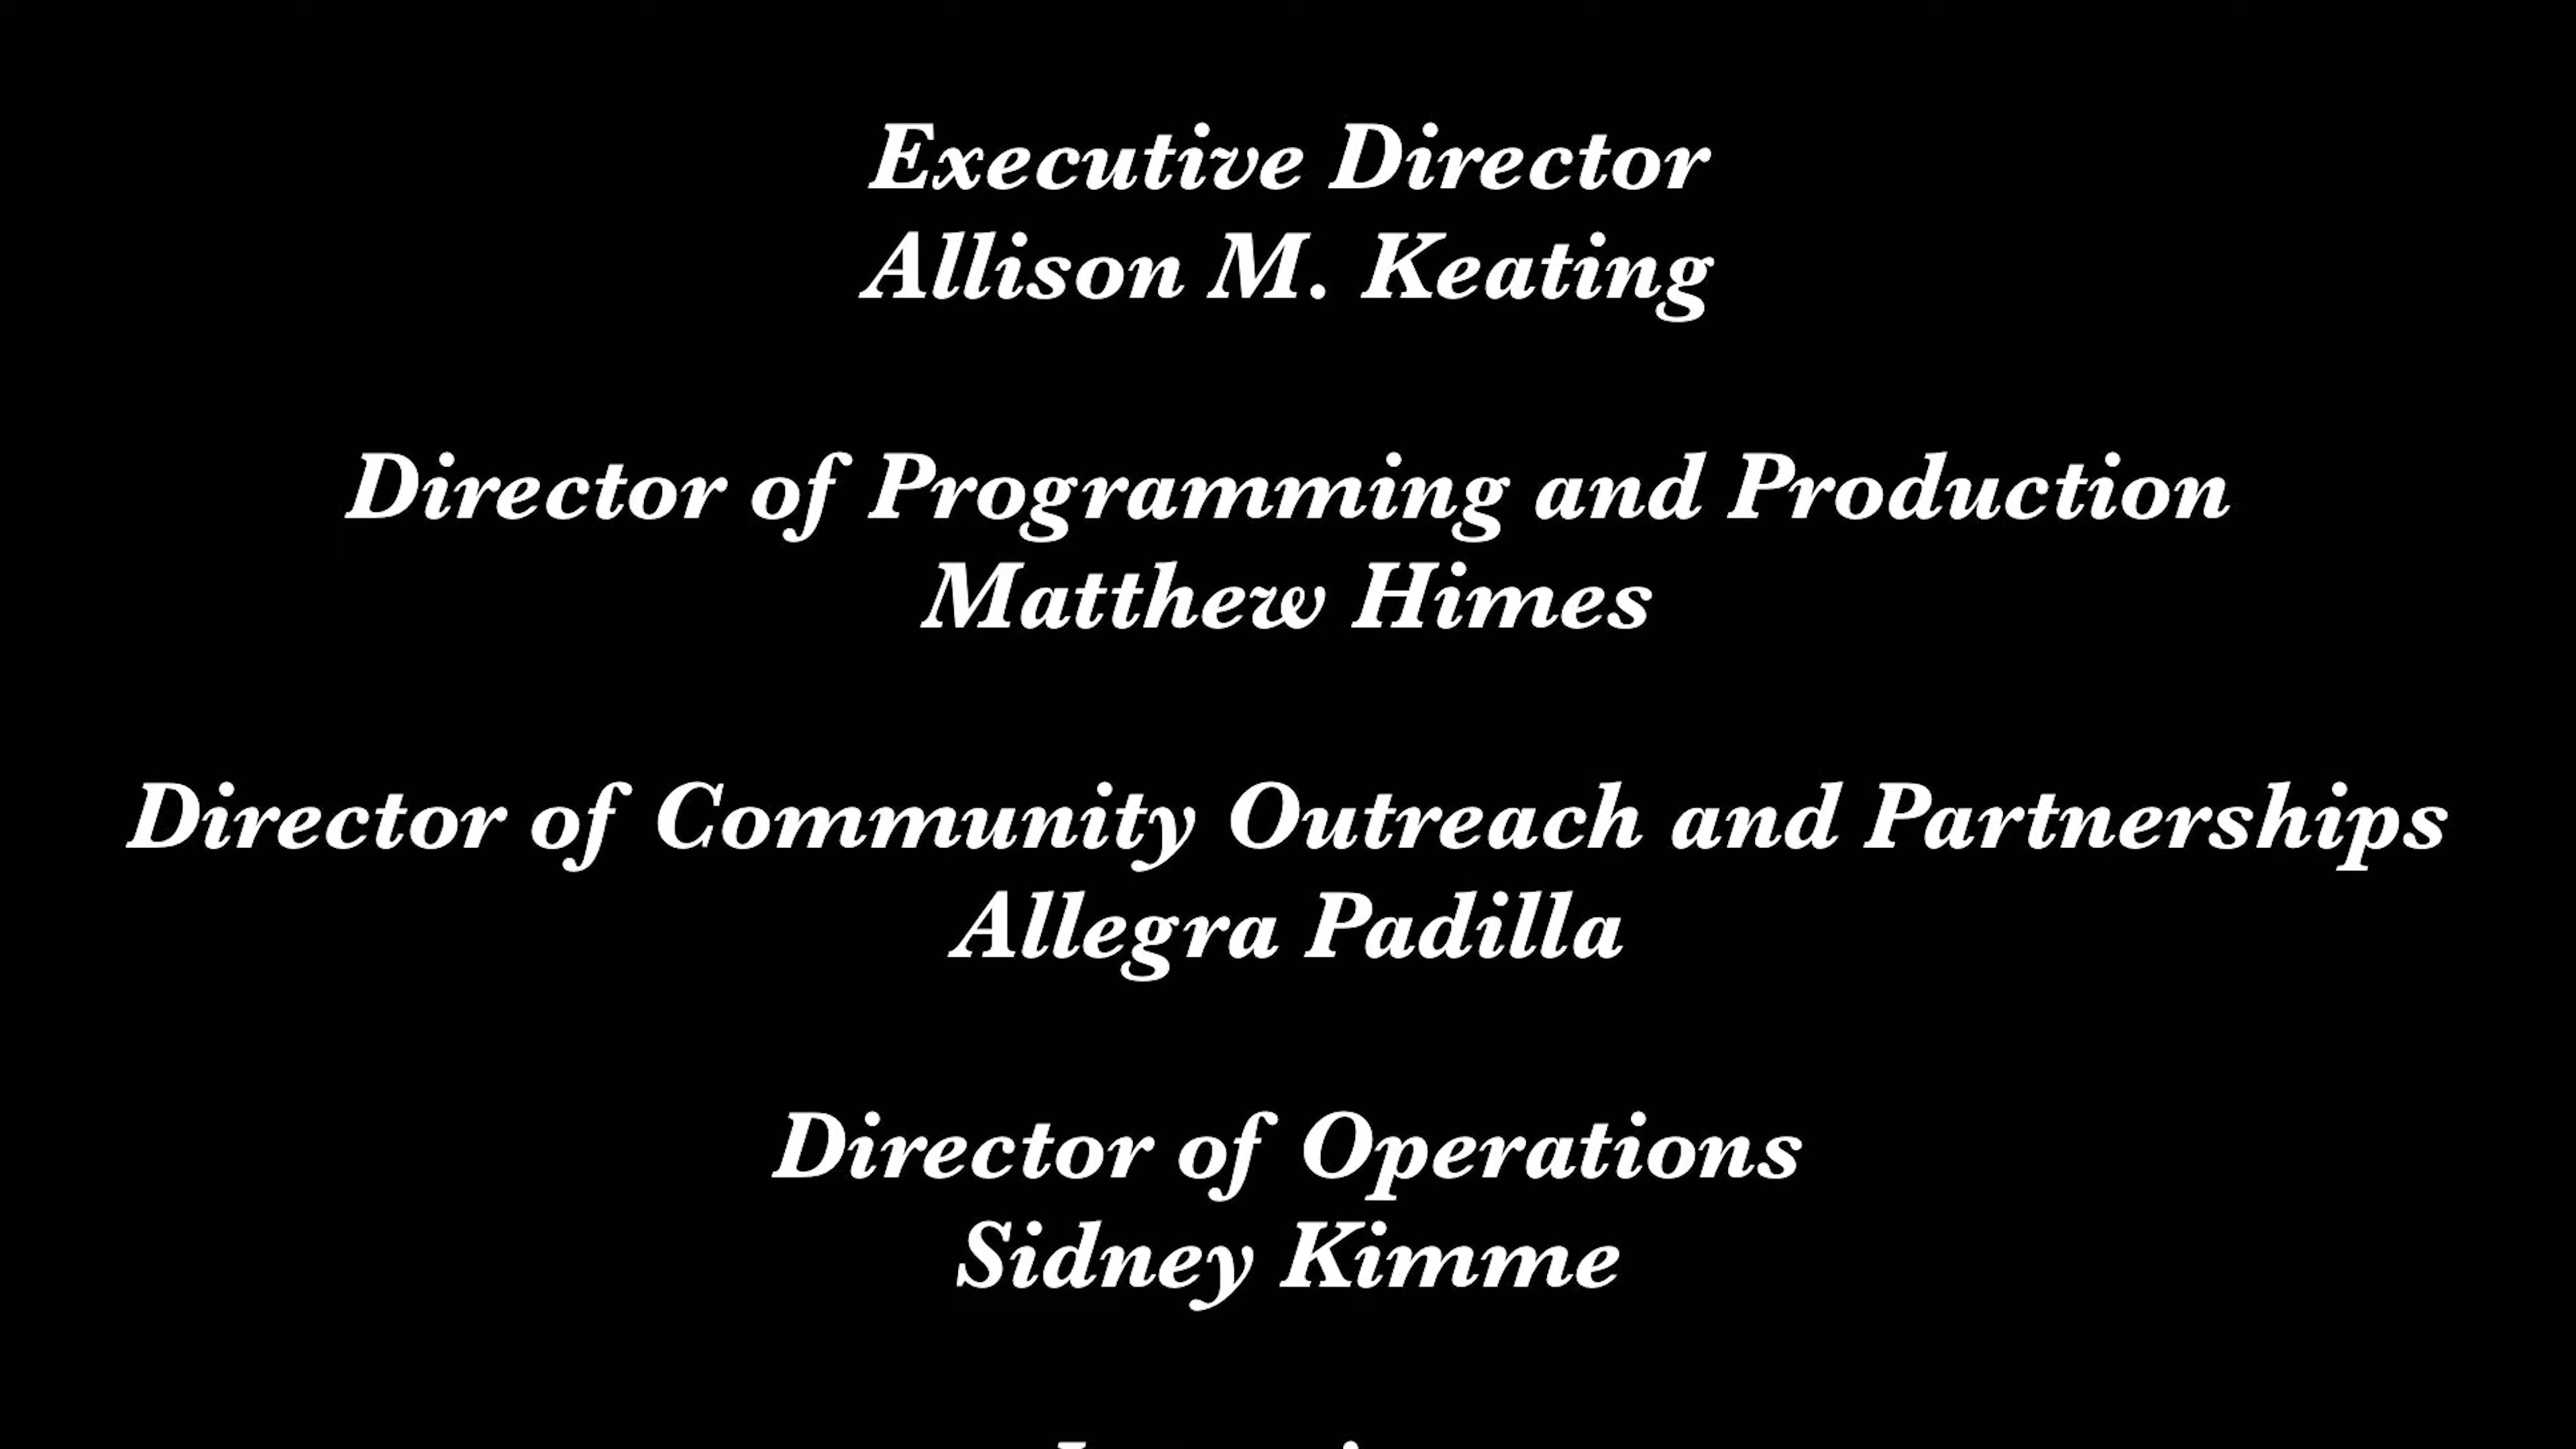 Executive Director
Allison M. Keating
Director of Programming and Production
Matthew Himes
Director of Community Outreach and Partnerships
Allegra Padilla
Director of Operations
Sidney Kimme